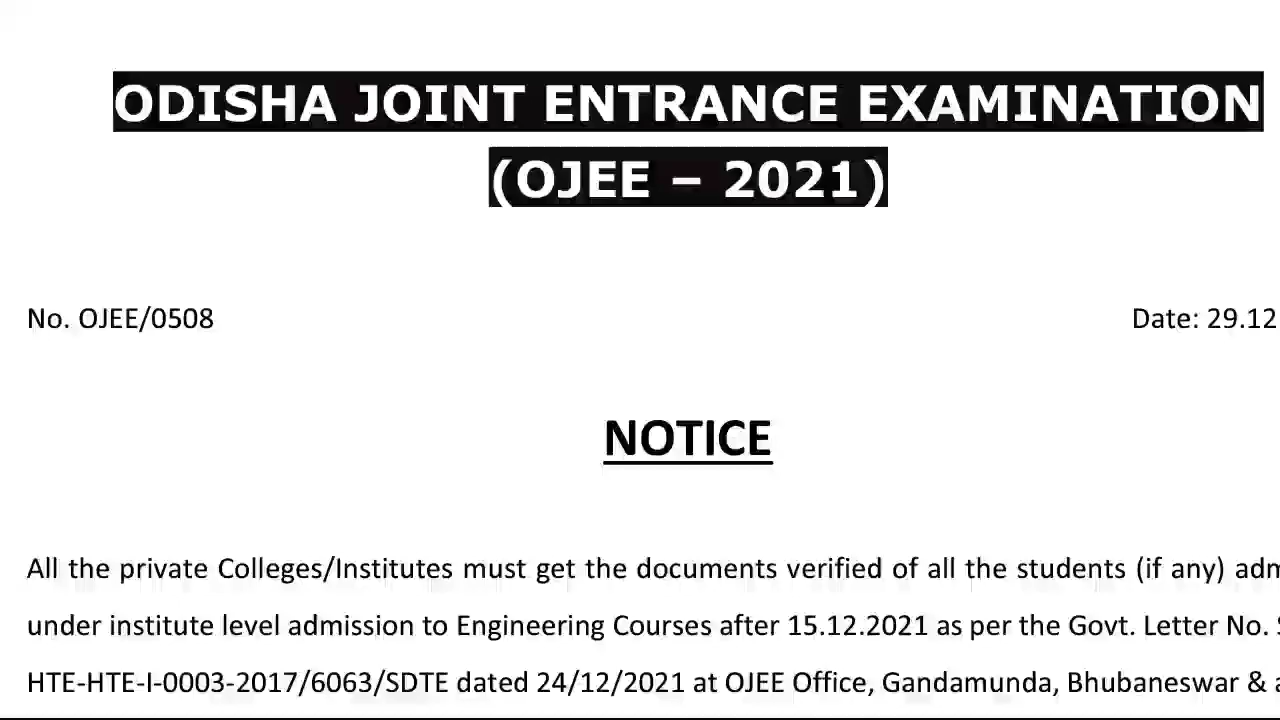 ODISHA JOINT ENTRANCE EXAMINATION
(OJEE – 2021)
No. OJEE/0508 Date: 29.12
NOTICE
All the private Colleges/Institutes must get the documents verified of all the students (if any)
under institute level admission to Engineering Courses after 15.12.2021 as per the Govt. Letter No.
HTE-HTE-I-0003-2017/6063/SDTE dated 24/12/2021 at OJEE Office, Gandamunda, Bhubaneswar &